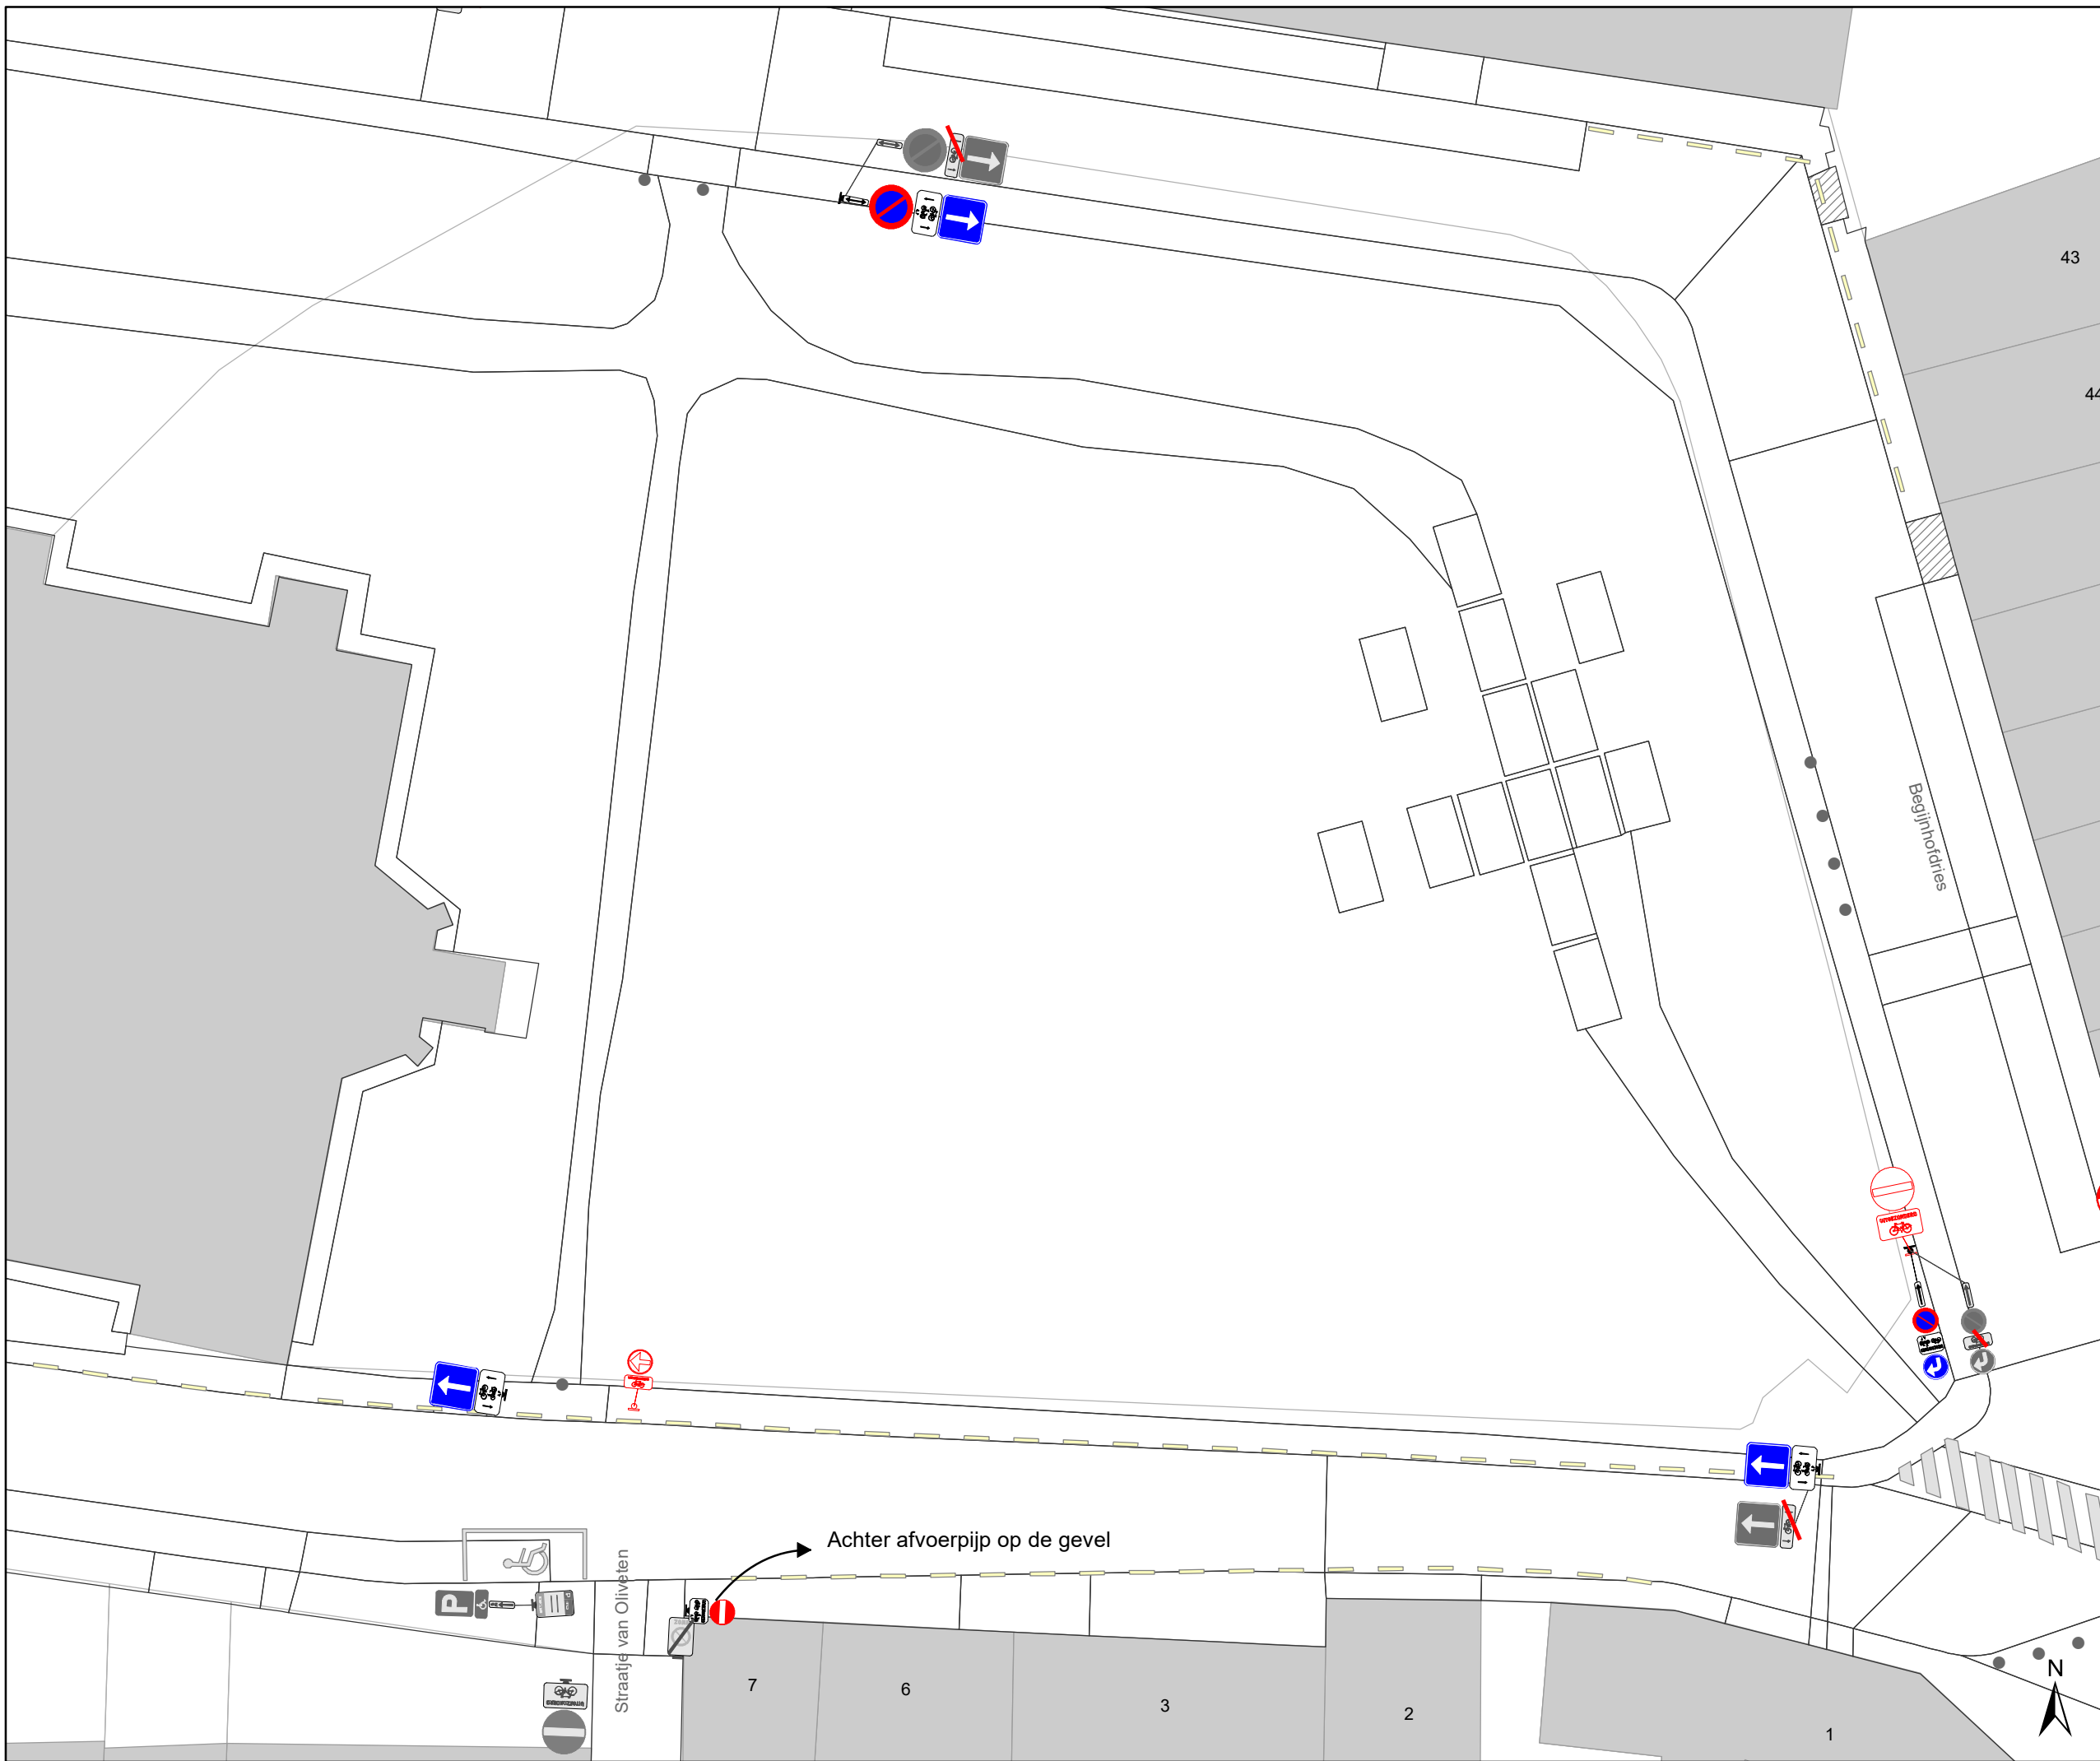 43
44
Begijnhofdries
Achter afvoerpijp op de gevel
Straatje van Oliveten
P
7
6
3
2
1
N